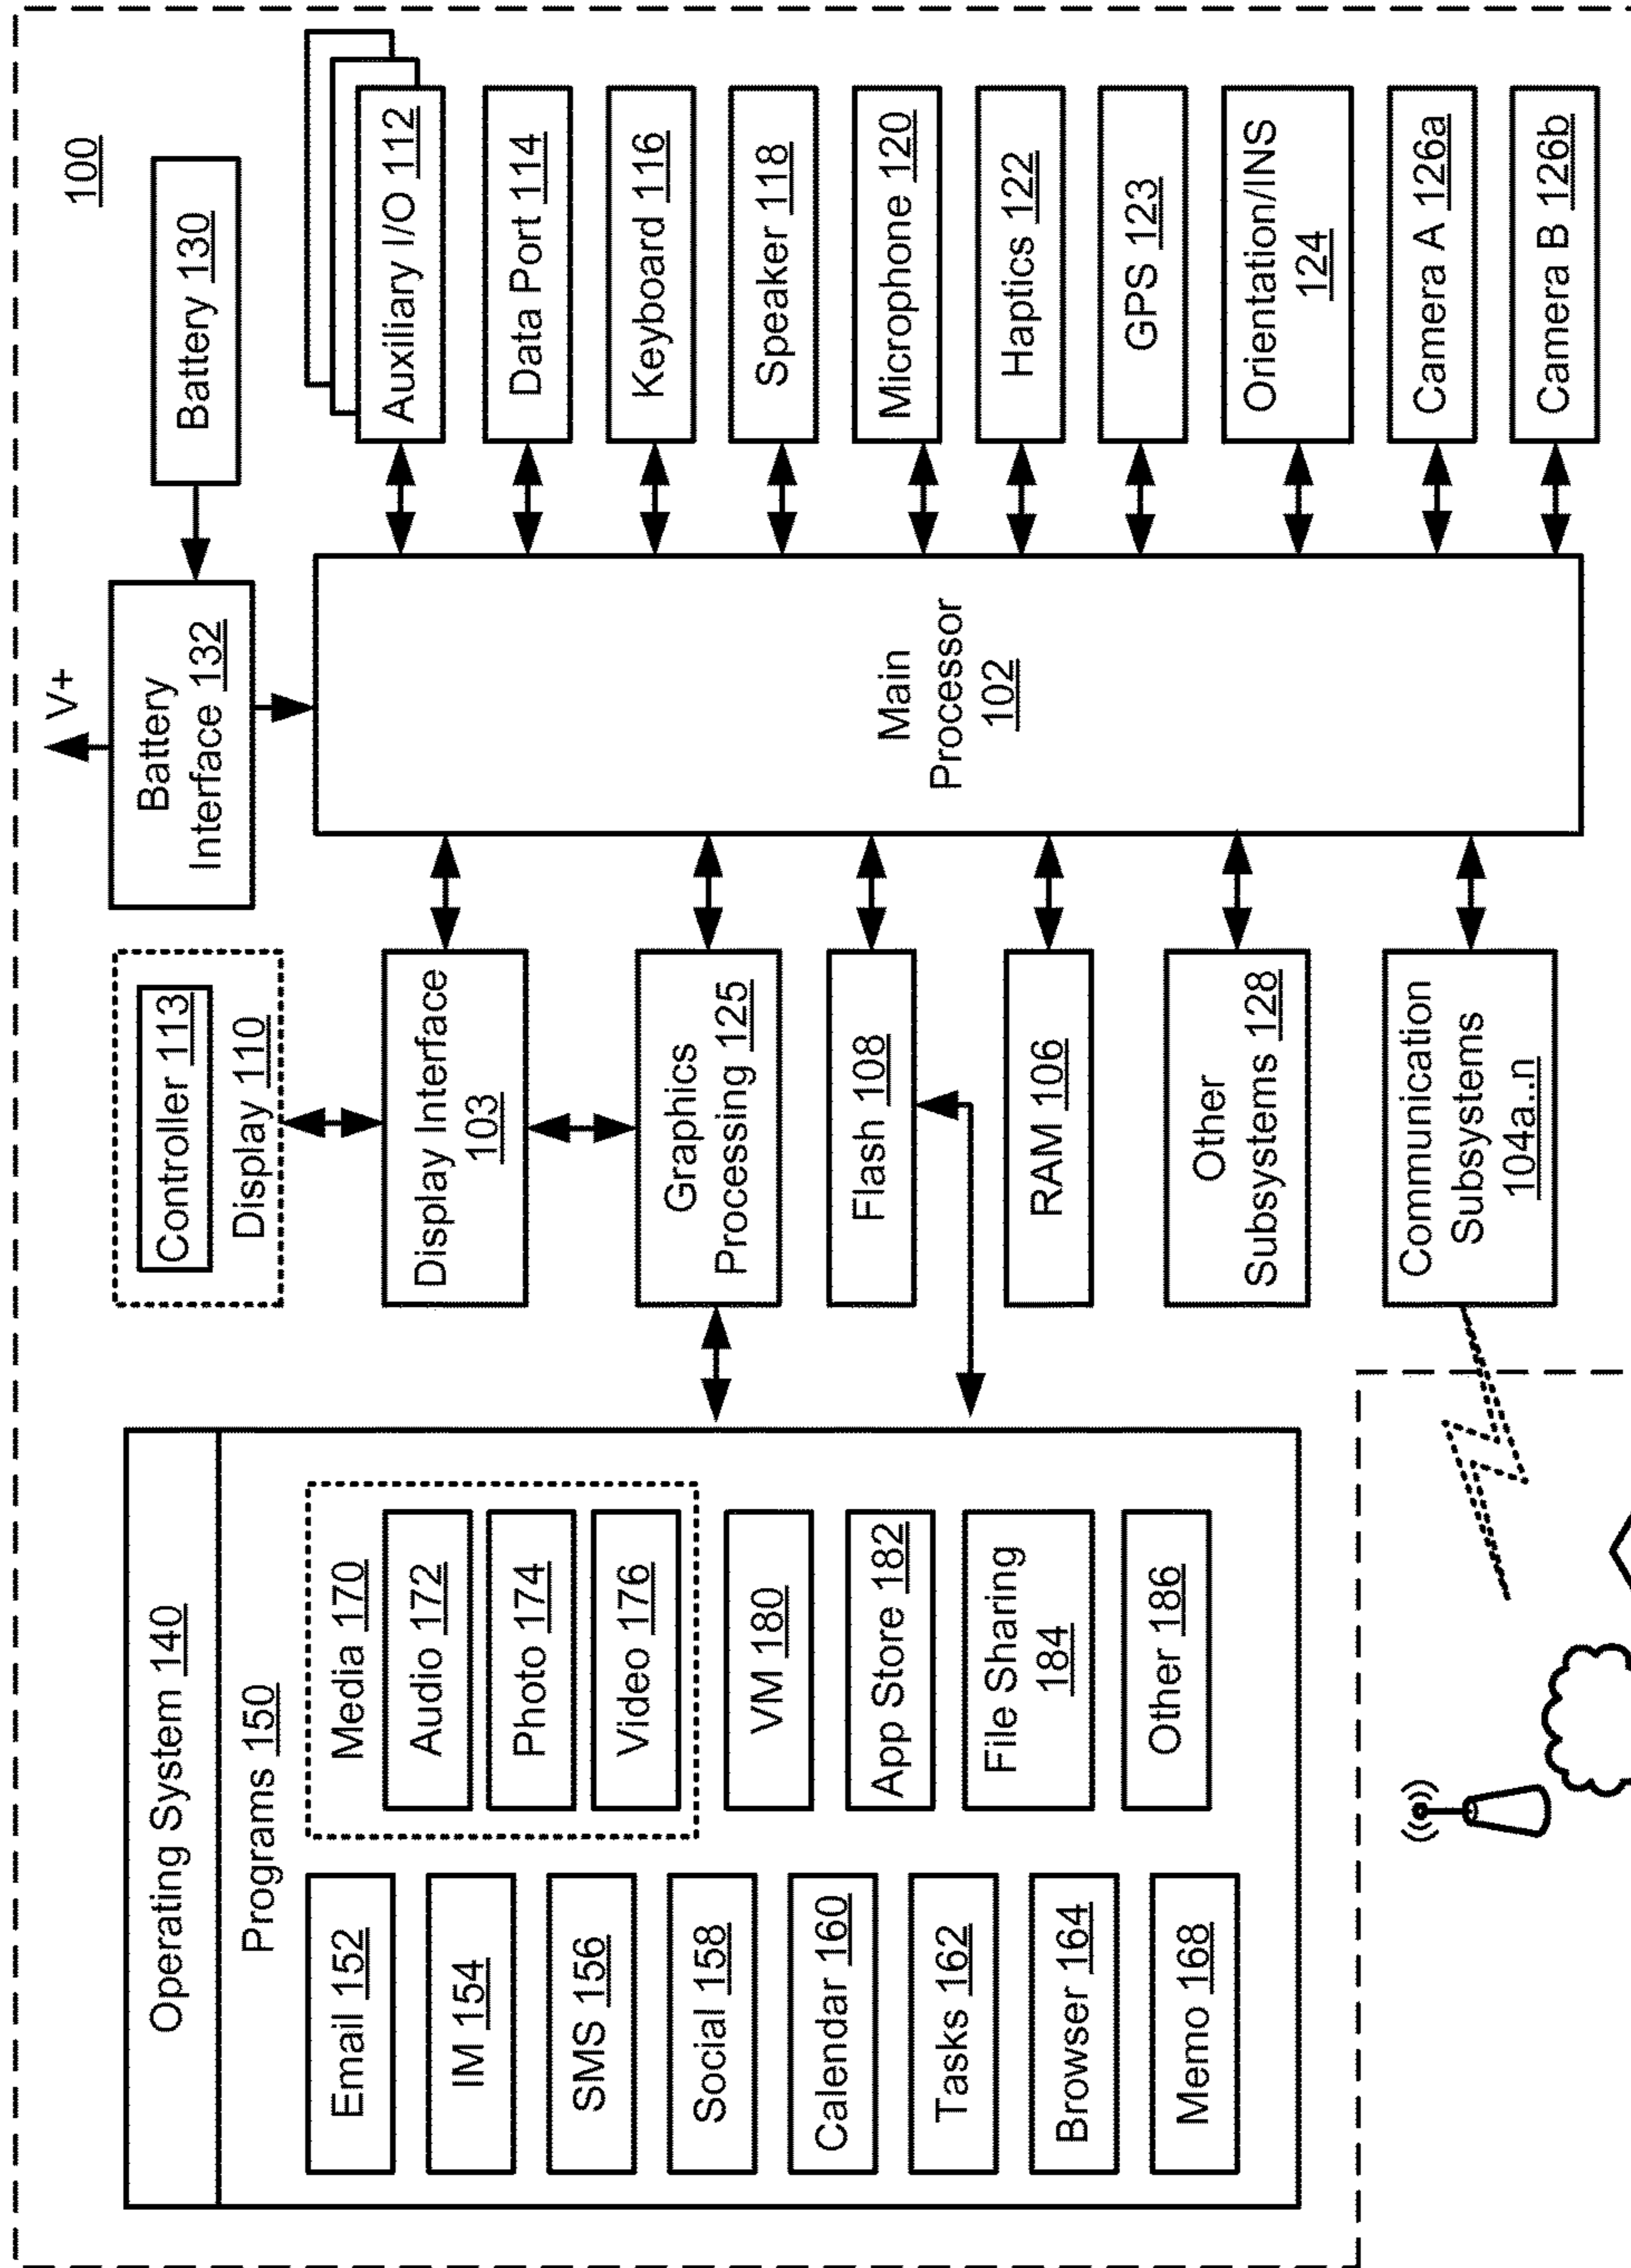 100
V+
Battery
Interface 132
Battery 130
Controller 113
Display 110
Operating System 140
Programs 150
Email 152
IM 154
SMS 156
Social 158
Calendar 160
Tasks 162
Browser 164
Memo 168
Media 170
Audio 172
Photo 174
Video 176
VM 180
App Store 182
File Sharing
184
Other 186
Display Interface
103
Graphics
Processing 125
Flash 108
RAM 106
Other
Subsystems 128
Communication
Subsystems
104a..n
Main
Processor
102
Auxiliary I/O 112
Data Port 114
Keyboard 116
Speaker 118
Microphone 120
Haptics 122
GPS 123
Orientation/INS
124
Camera A 126a
Camera B 126b